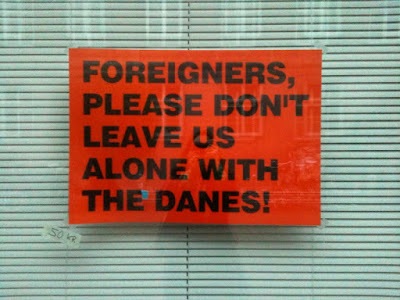 FOREIGNERS,
PLEASE DON'T
LEAVE US
ALONE WITH
THE DANES!